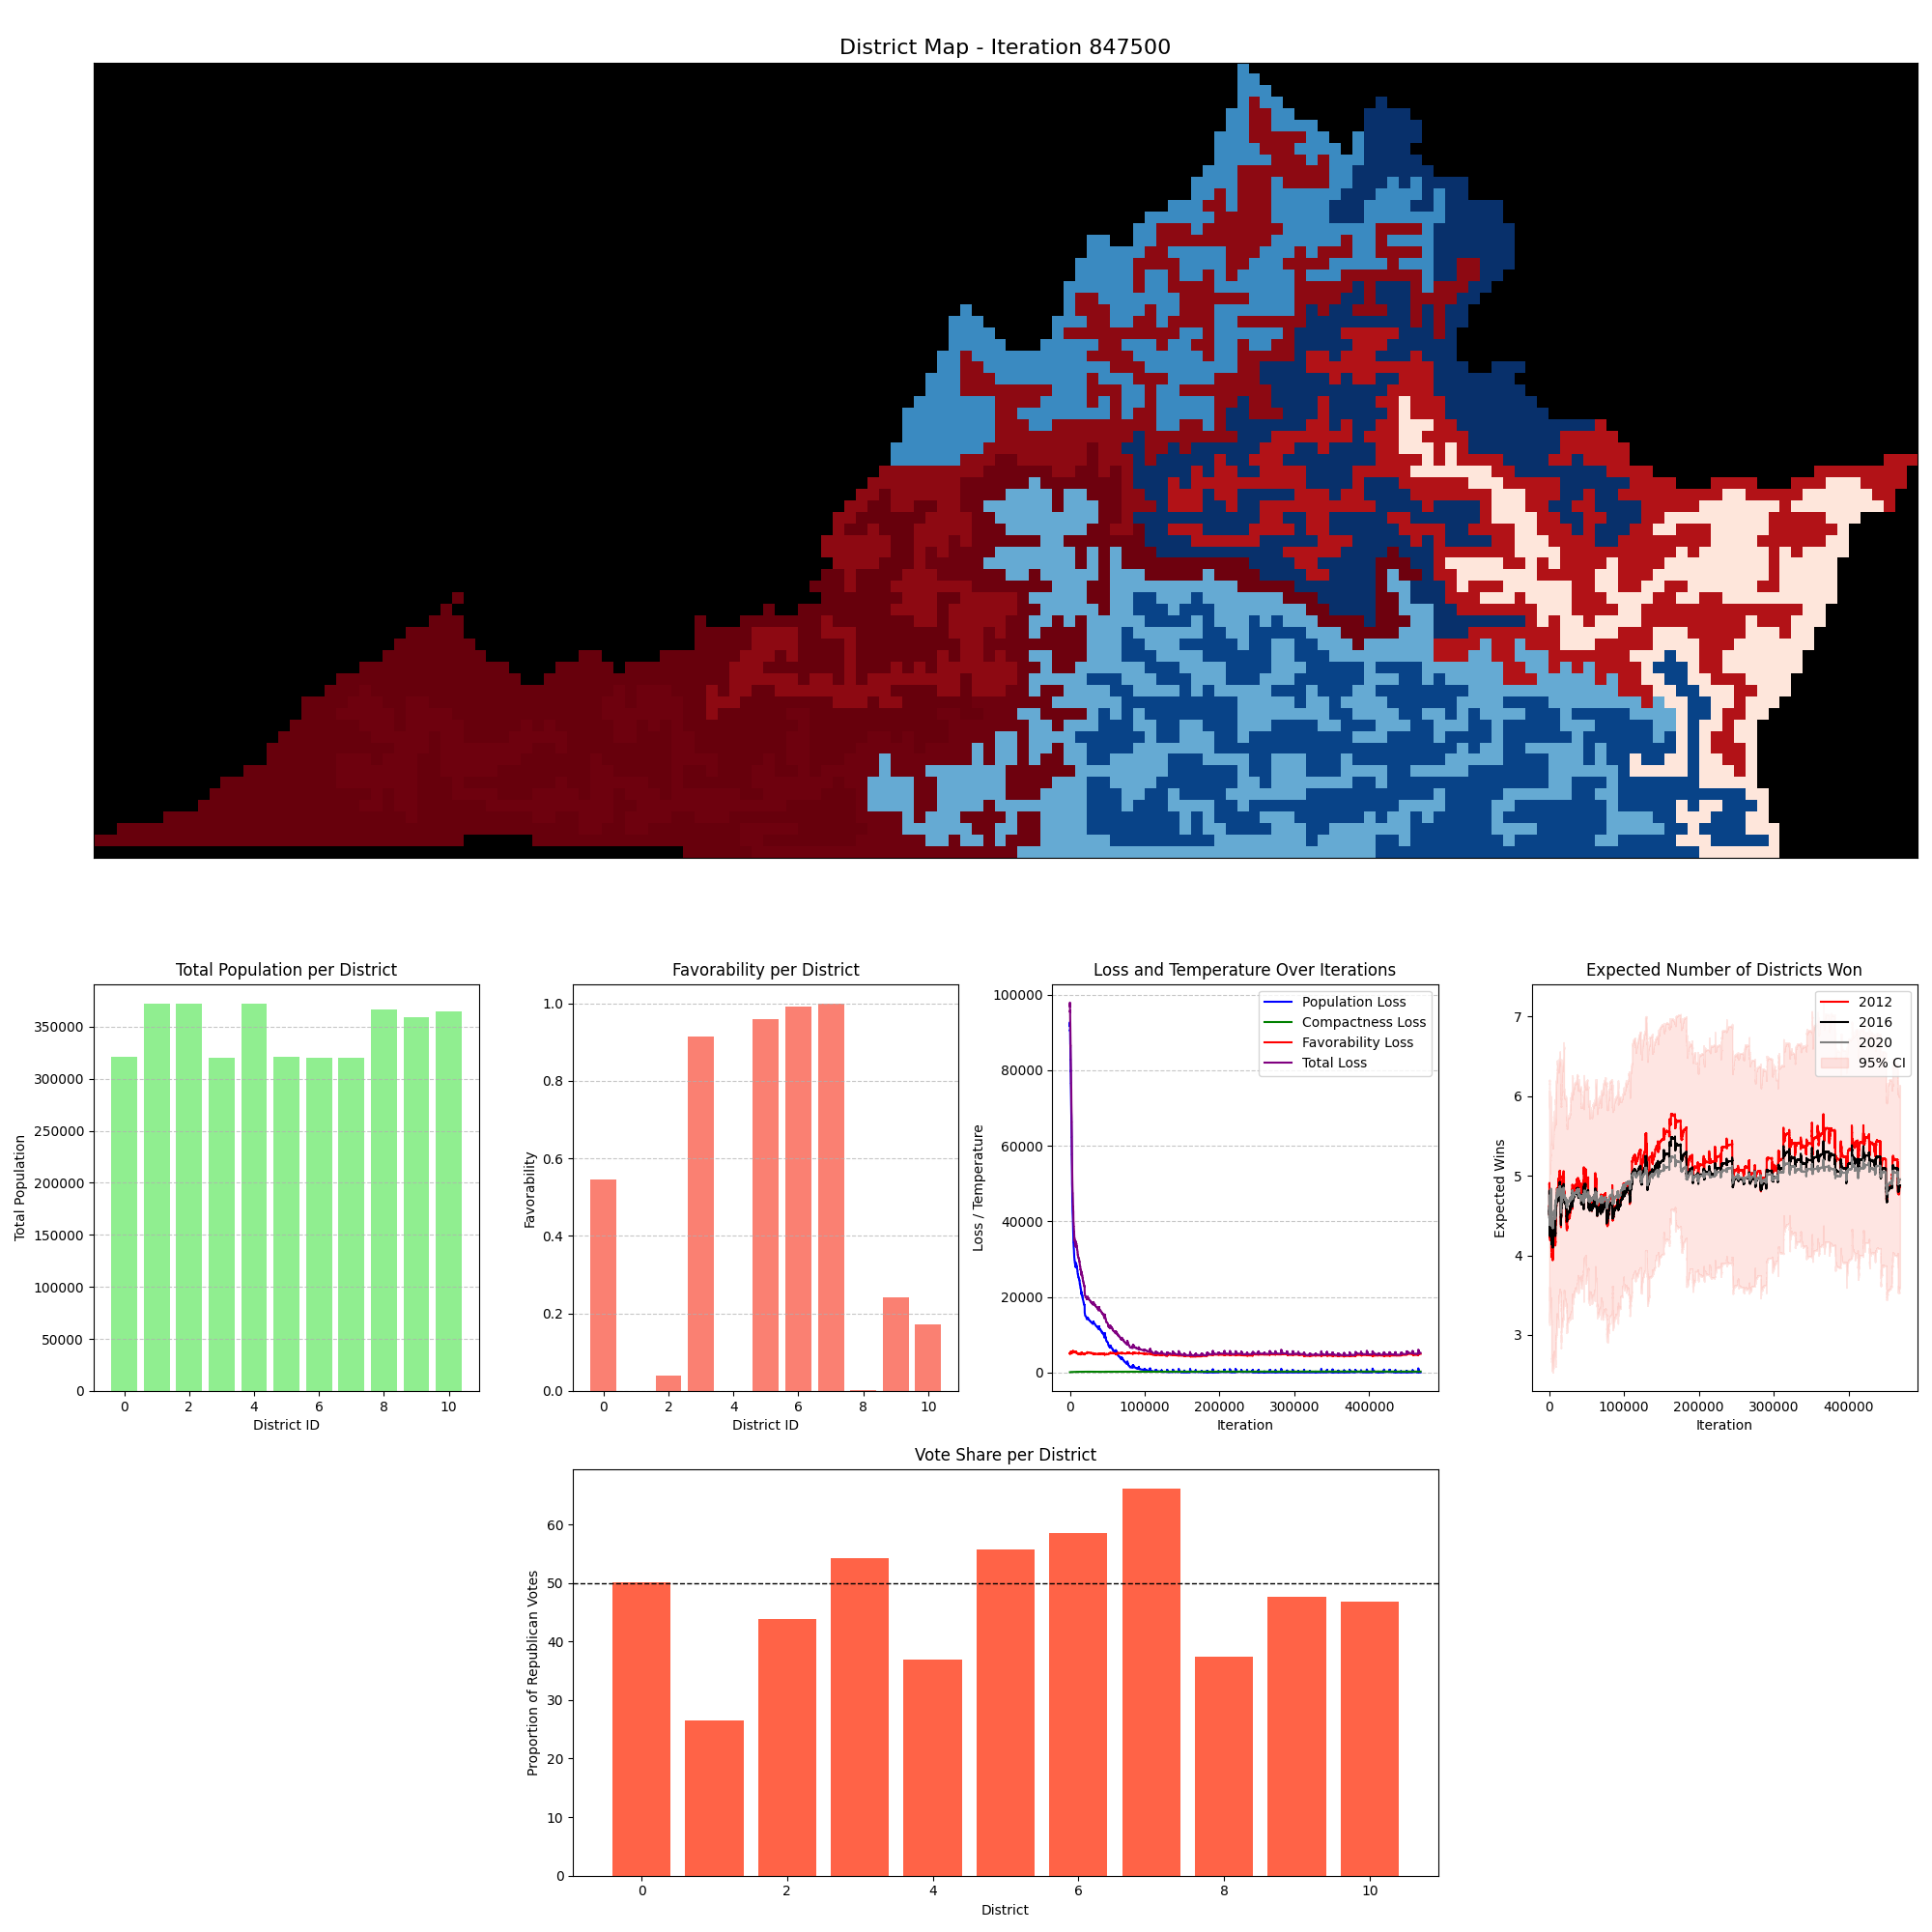 District Map - Iteration 847500
Total Population per District
Total Population
350000
300000
250000
200000
150000
100000
50000
0
0 2 4 6 8 10
District ID
Favorability per District
Favorability
1.0
0.8
0.6
0.4
0.2
0.0
0 2 4 6 8 10
District ID
Loss and Temperature Over Iterations
Loss / Temperature
100000
80000
60000
40000
20000
0
Population Loss
Compactness Loss
Favorability Loss
Total Loss
0 100000 200000 300000 400000
Iteration
Expected Number of Districts Won
Expected Wins
7
6
5
4
3
2012
2016
2020
95% CI
0 100000 200000 300000 400000
Iteration
Vote Share per District
Proportion of Republican Votes
60
50
40
30
20
10
0
0 2 4 6 8 10
District